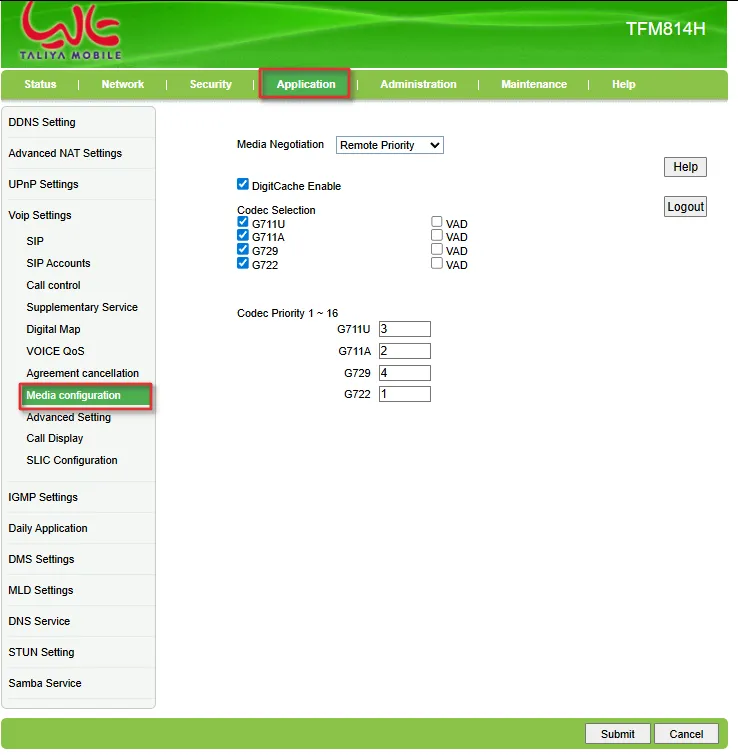 TALIYA MOBILE
TFM814H
Status | Network | Security | Application | Administration | Maintenance | Help
DDNS Setting
Advanced NAT Settings
UPnP Settings
Voip Settings
SIP
SIP Accounts
Call control
Supplementary Service
Digital Map
VOICE QoS
Agreement cancellation
Media configuration
Advanced Setting
Call Display
SLIC Configuration
IGMP Settings
Daily Application
DMS Settings
MLD Settings
DNS Service
STUN Setting
Samba Service
Media Negotiation Remote Priority
DigitCache Enable
Codec Selection
G711U VAD
G711A VAD
G729 VAD
G722 VAD
Codec Priority 1 ~ 16
G711U 3
G711A 2
G729 4
G722 1
Help
Logout
Submit Cancel